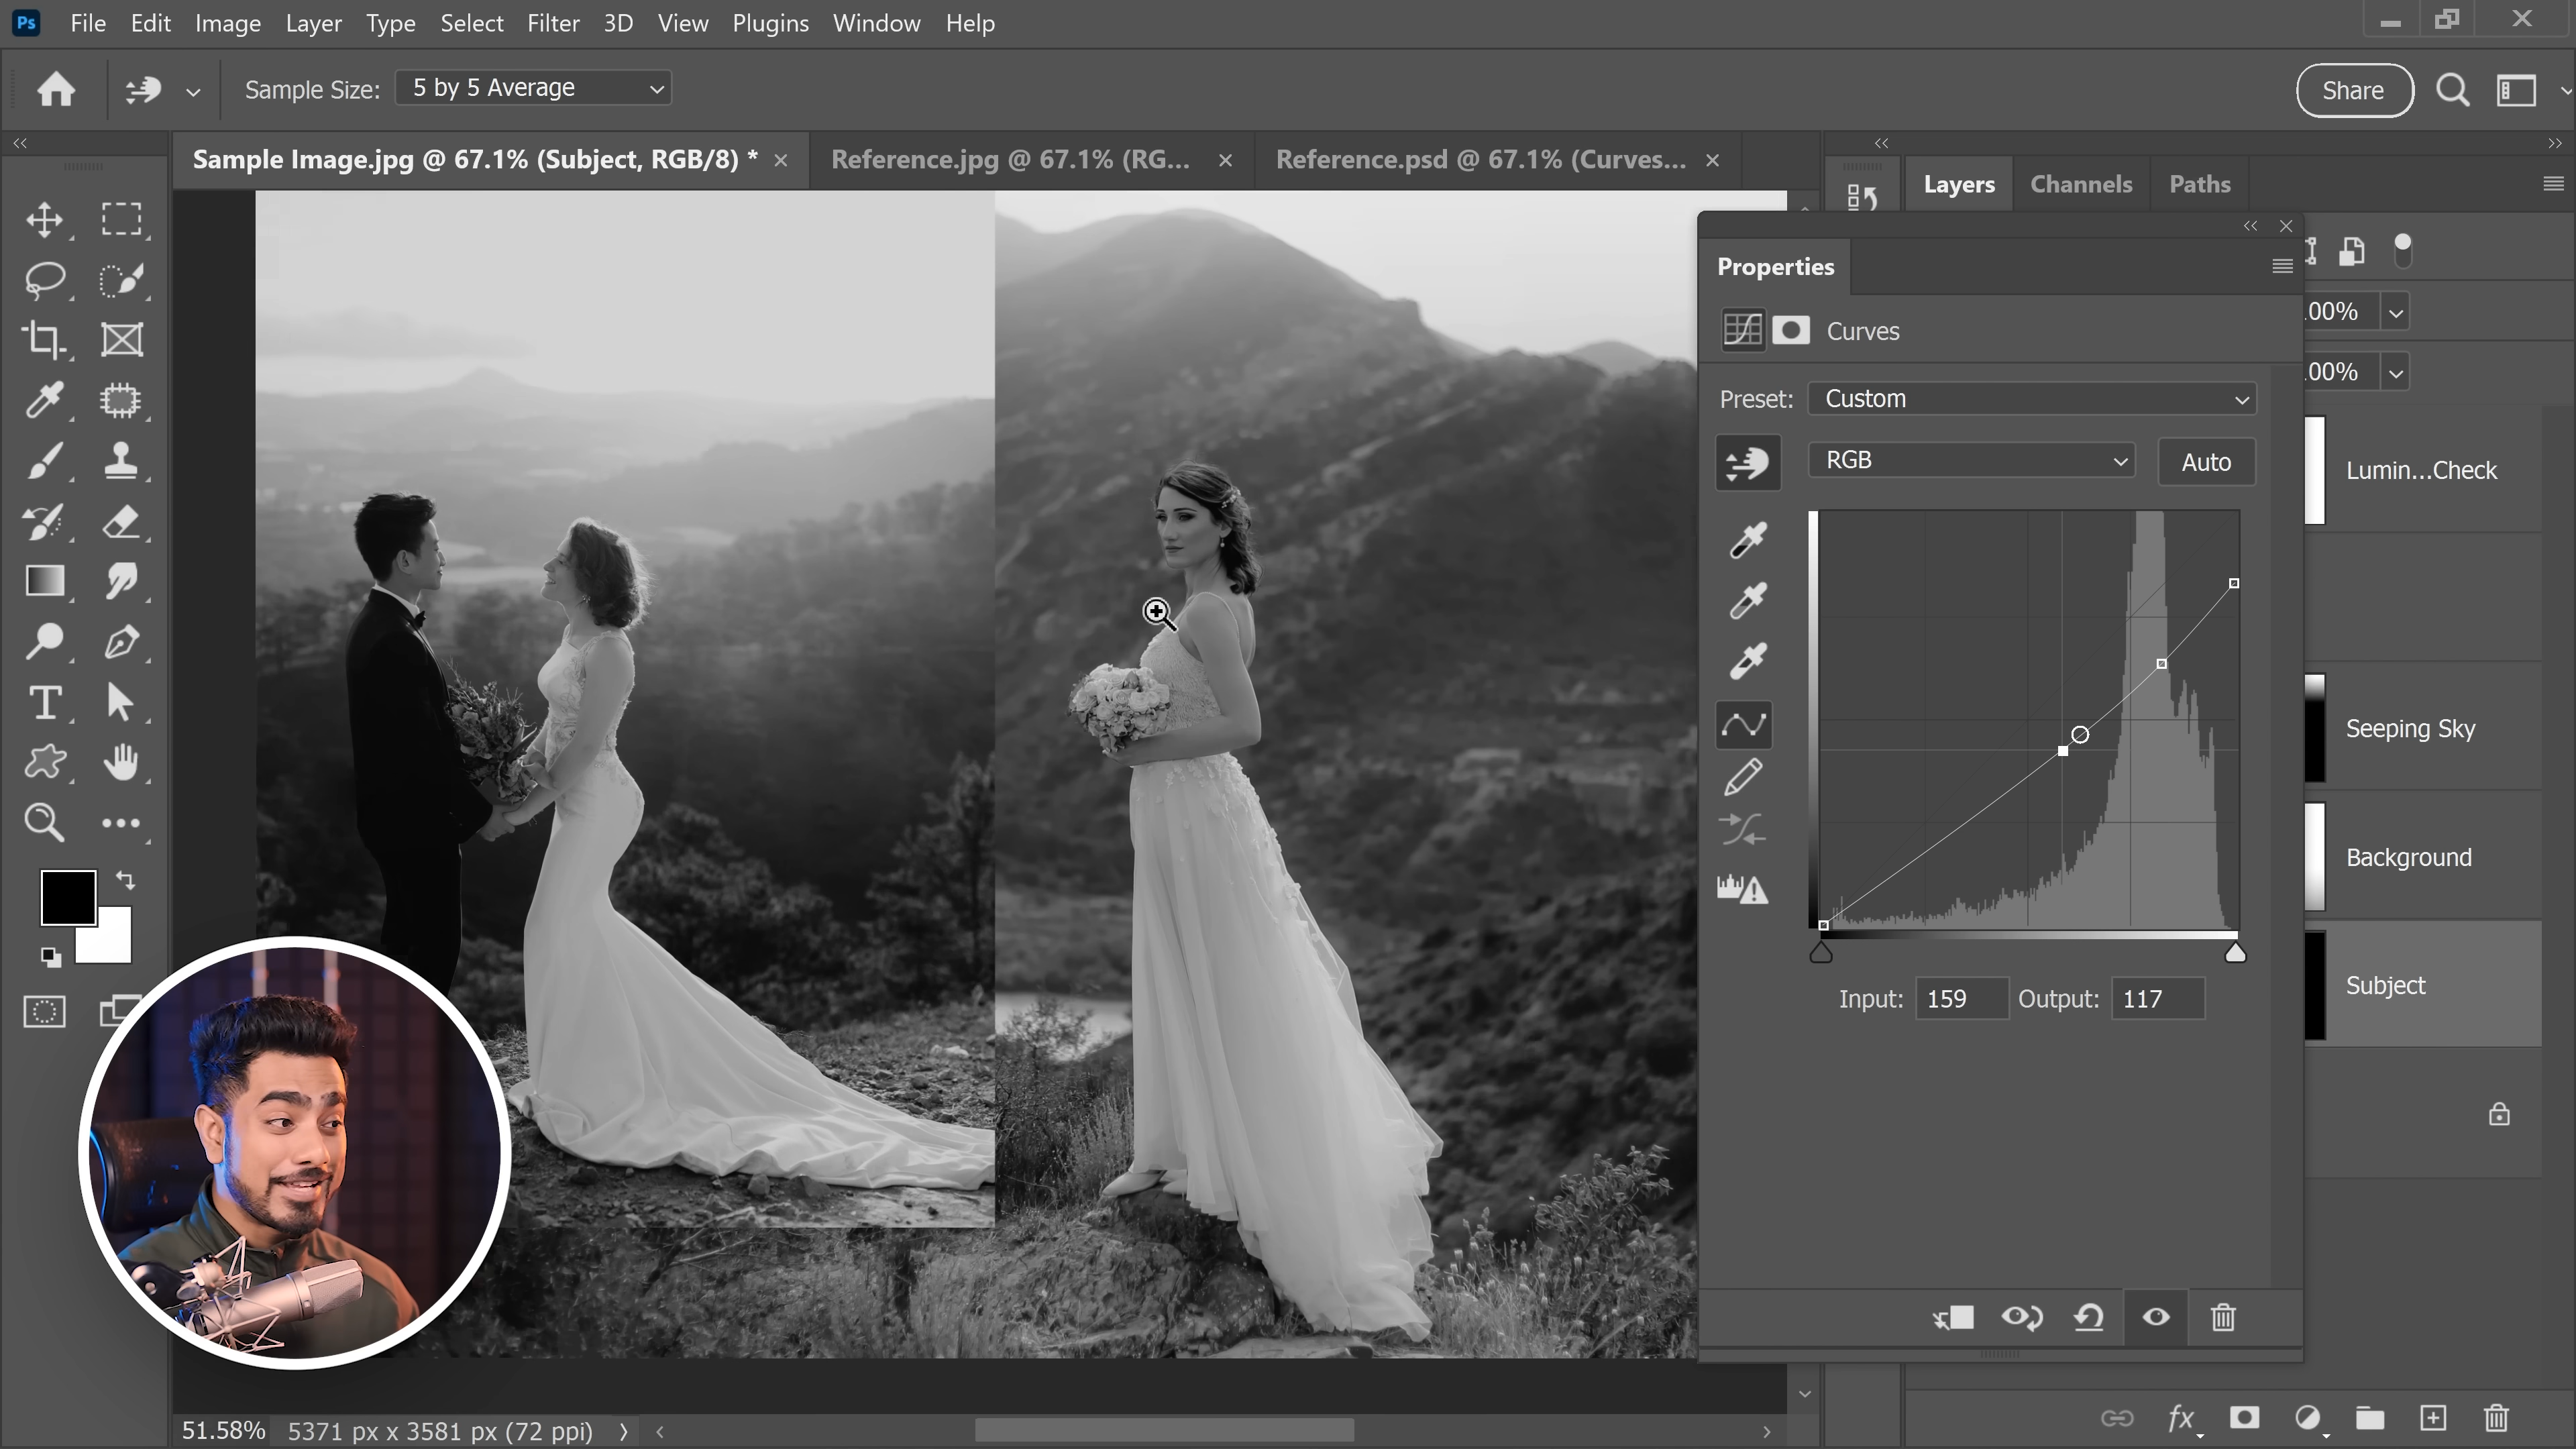 Ps File Edit Image Layer Type Select Filter 3D View Plugins Window Help
Sample Size: 5 by 5 Average Share
Sample Image.jpg @ 67.1% (Subject, RGB/8) * Reference.jpg @ 67.1% (RG... Reference.psd @ 67.1% (Curves...
Layers Channels Paths
Properties
Curves
00%
Preset: Custom
00%
RGB Auto
Lumin...Check
Seeping Sky
Background
Subject
Input: 159 Output: 117
T
fx
51.58% 5371 px x 3581 px (72 ppi)